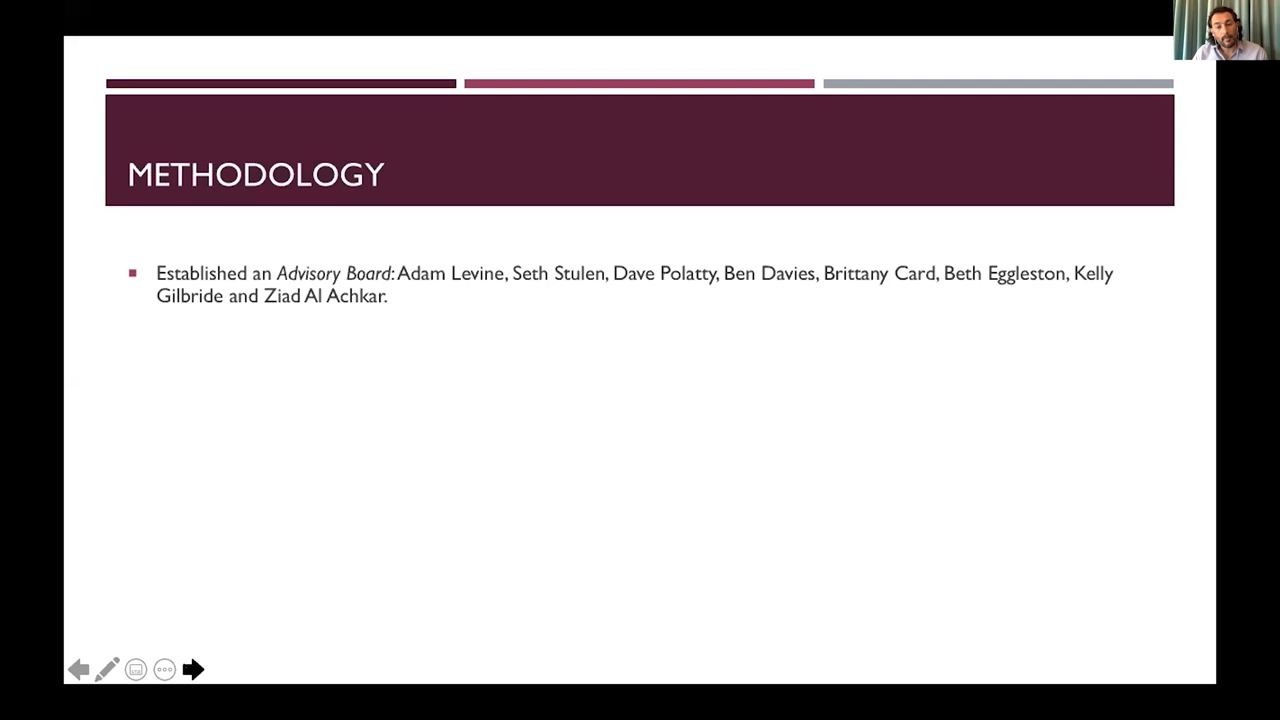 METHODOLOGY
Established an Advisory Board: Adam Levine, Seth Stulen, Dave Polatty, Ben Davies, Brittany Card, Beth Eggleston, Kelly
Gilbride and Ziad Al Achkar.